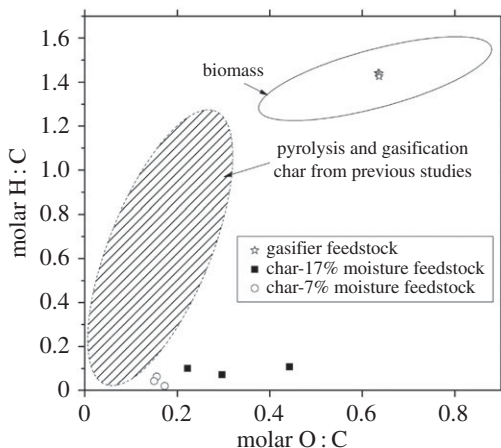 1.6
1.4
1.2
1.0
0.8
0.6
0.4
0.2
0
molar H:C
biomass
pyrolysis and gasification
char from previous studies
gasifier feedstock
char-17% moisture feedstock
char-7% moisture feedstock
0 0.2 0.4 0.6 0.8
molar O:C